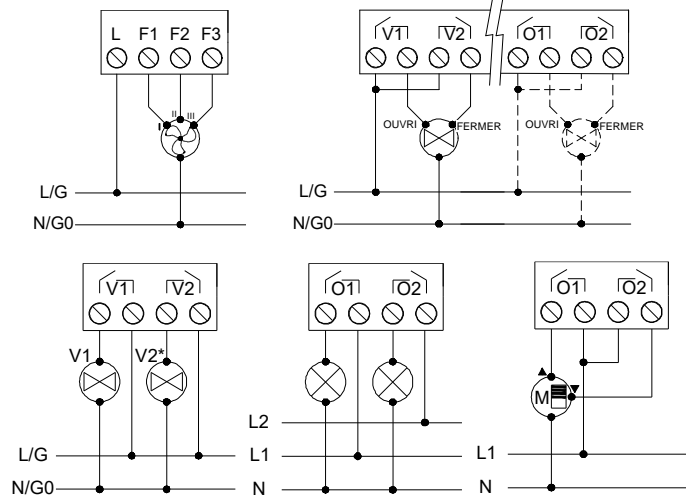 L F1 F2 F3
I II III
L/G
N/G0
V1 V2 O1 O2
OUVRI FERMER OUVRI FERMER
L/G
N/G0
V1 V2
V1 V2*
L/G
N/G0
O1 O2
L2
L1
N
O1 O2
M
L1
N